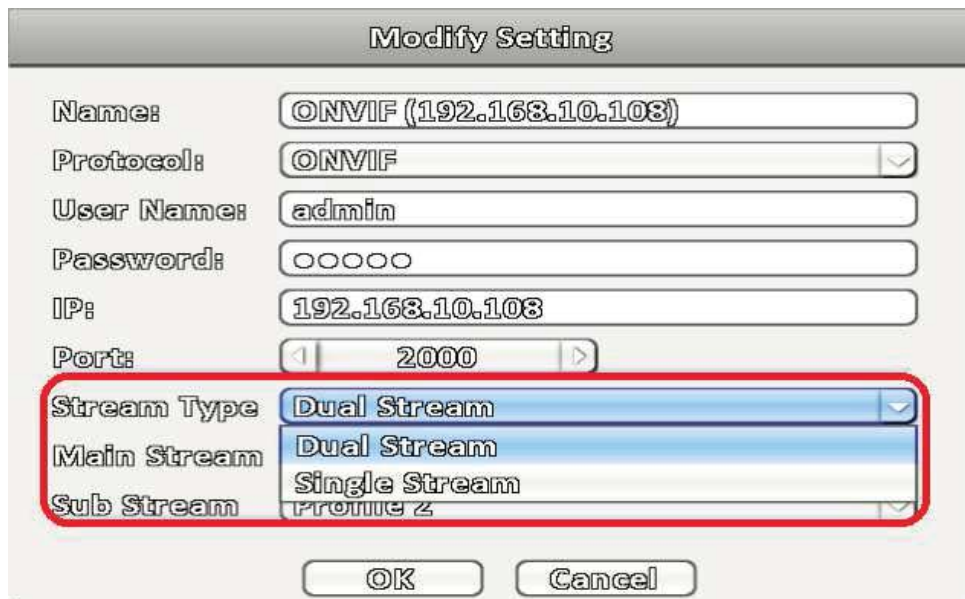 Modify Setting
Name: ONVIF (192.168.10.108)
Protocol: ONVIF
User Name: admin
Password: ○○○○○
IP: 192.168.10.108
Port: 2000
Stream Type Dual Stream
Dual Stream
Main Stream
Single Stream
Sub Stream Profile 2
OK Cancel